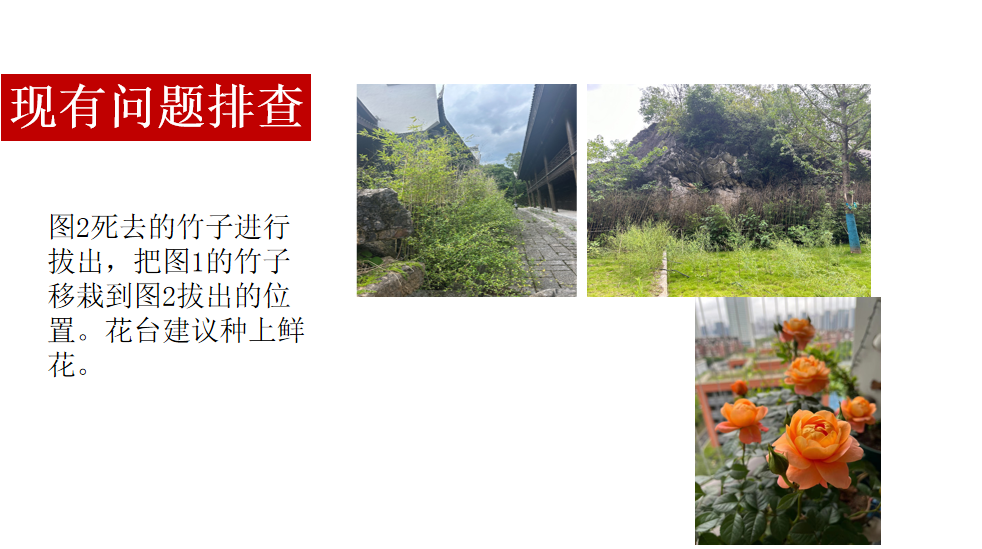 现有问题排查
图2死去的竹子进行
拔出，把图1的竹子
移栽到图2拔出的位
置。花台建议种上鲜
花。